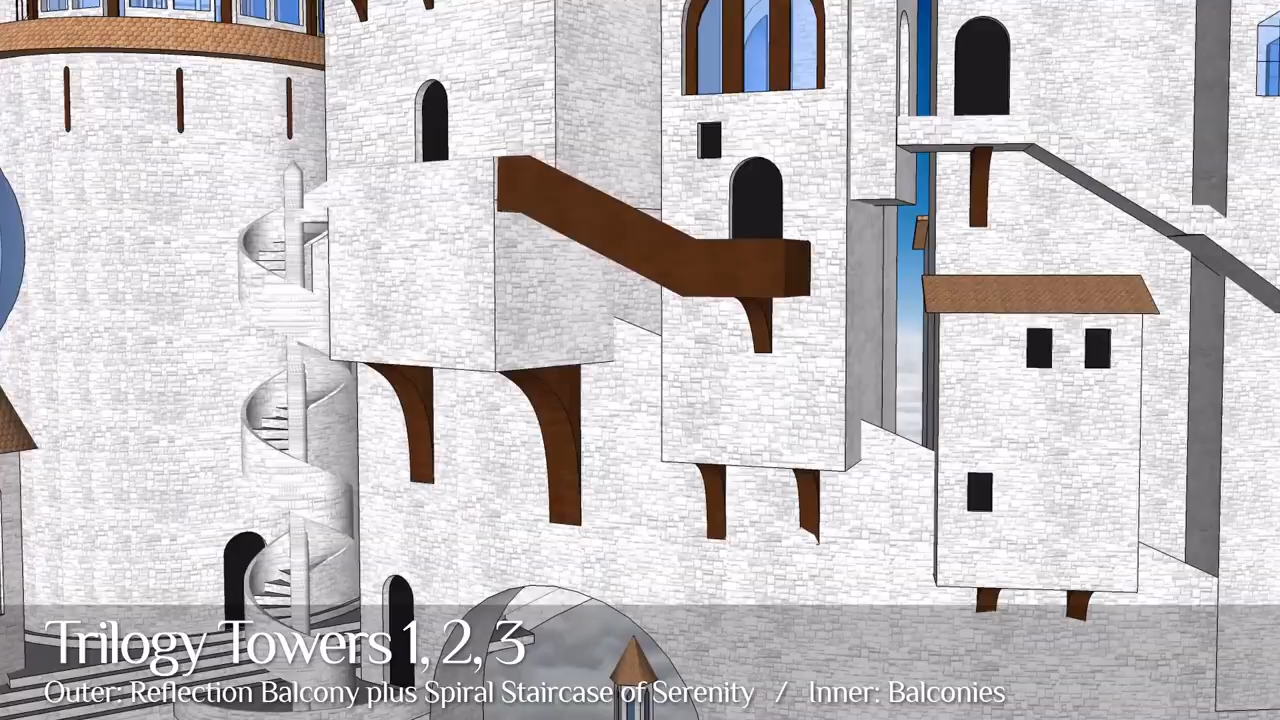 Trilogy Towers 1, 2, 3
Outer: Reflection Balcony plus Spiral Staircase of Serenity / Inner: Balconies